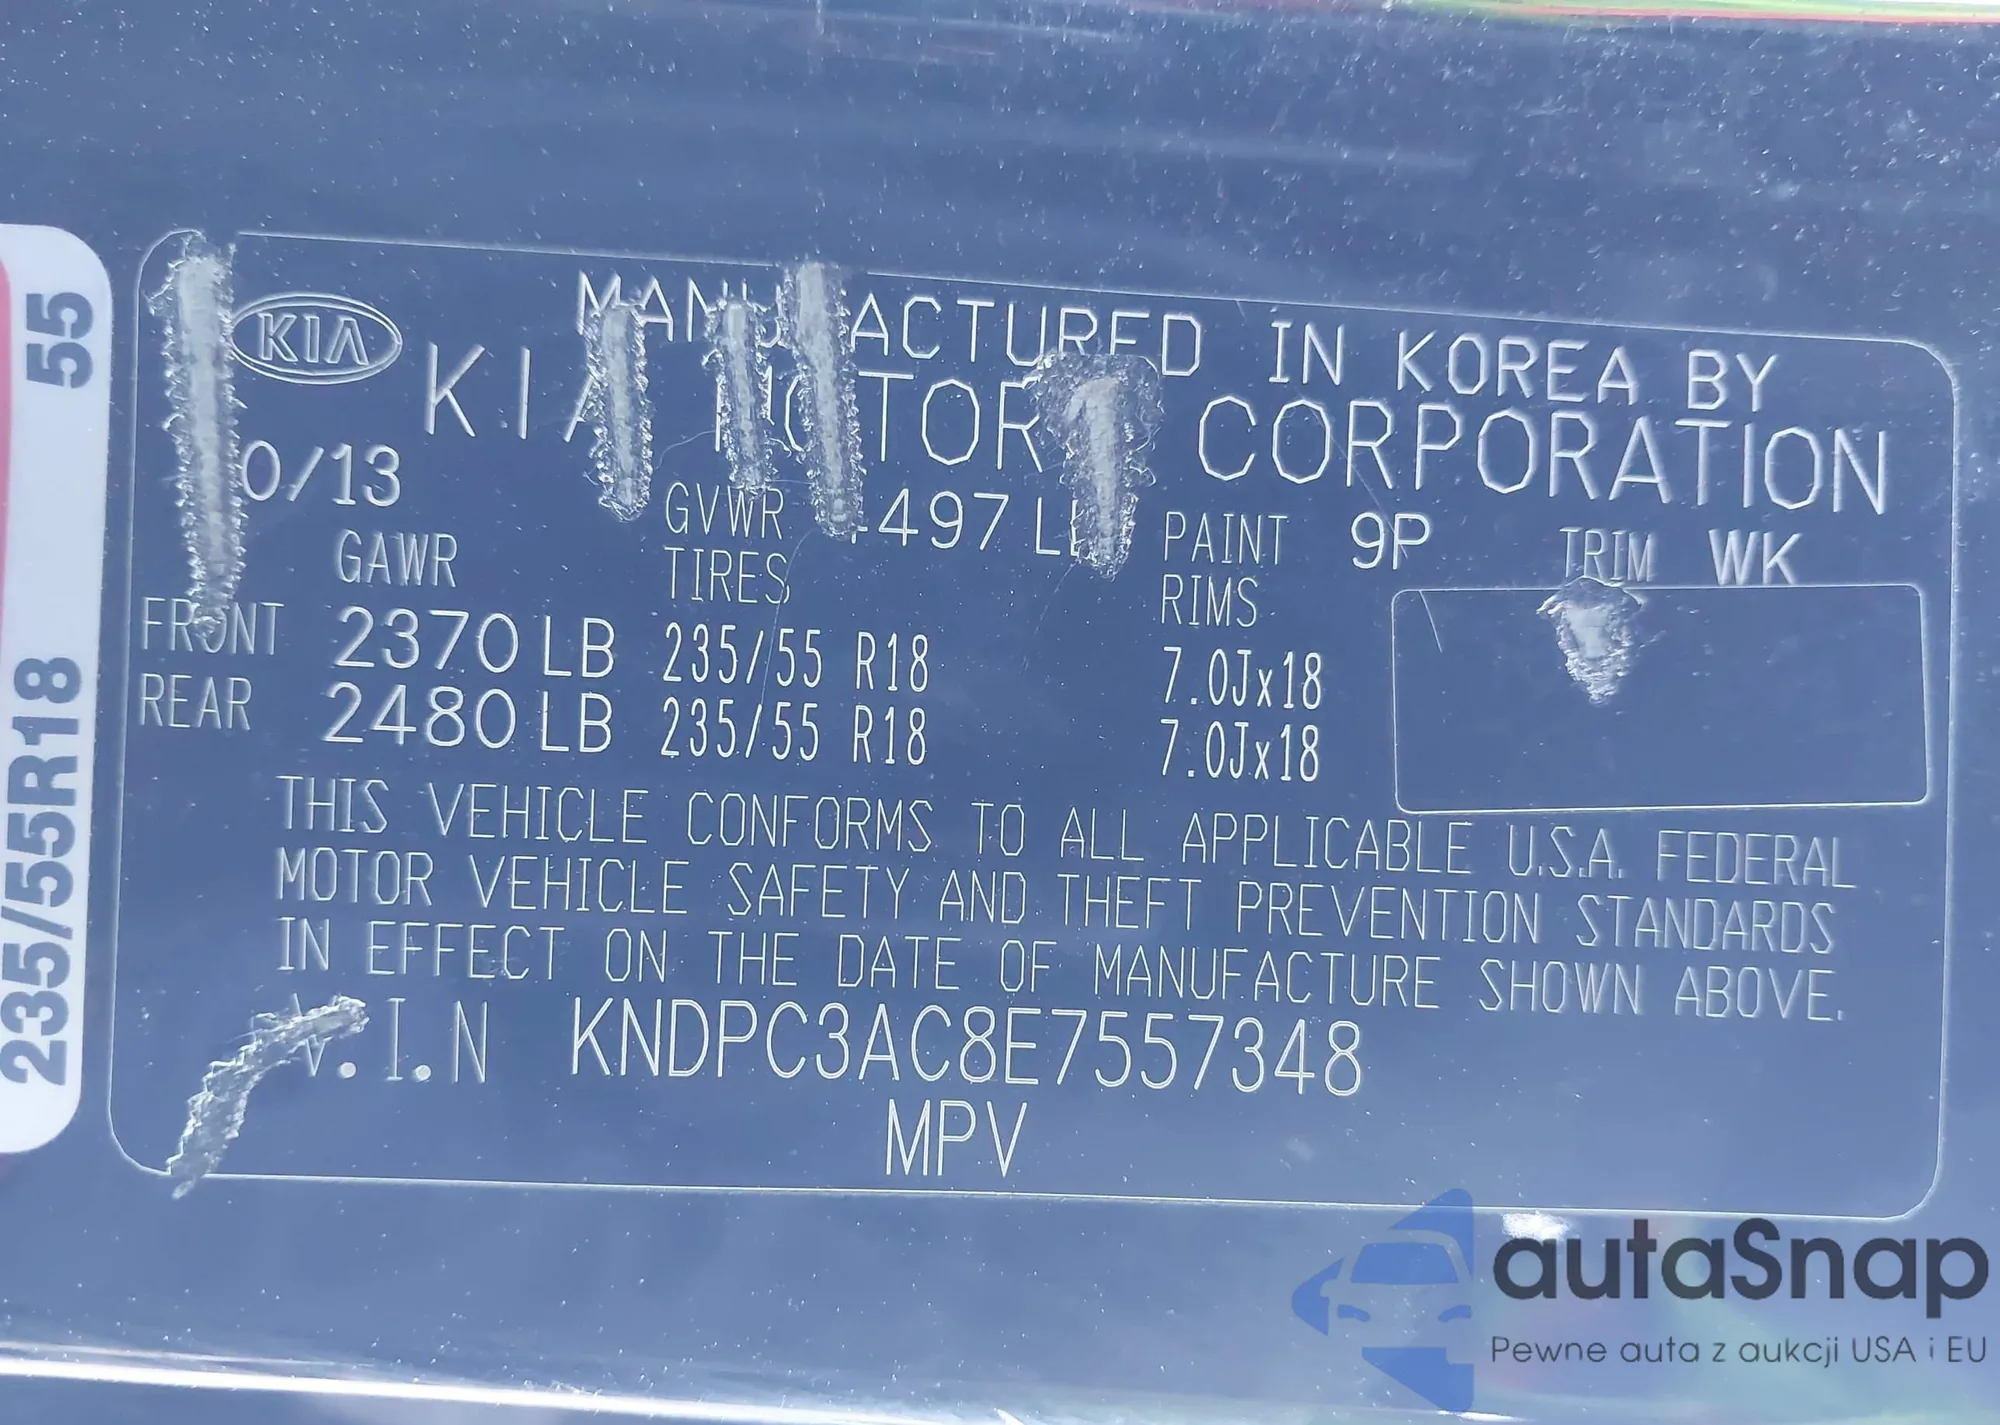 MANUFACTURED IN KOREA BY
KIA
KIA MOTOR CORPORATION
0/13
GVWR 497 PAINT 9P TRIM WK
GAWR TIRES RIMS
FRONT 2370 LB 235/55 R18 7.0Jx18
REAR 2480 LB 235/55 R18 7.0Jx18
THIS VEHICLE CONFORMS TO ALL APPLICABLE U.S.A. FEDERAL
MOTOR VEHICLE SAFETY AND THEFT PREVENTION STANDARDS
IN EFFECT ON THE DATE OF MANUFACTURE SHOWN ABOVE.
V.I.N KNDPC3AC8E7557348
MPV
235/55R18 55
autaSnap
Pewne auta z aukcji USA i EU